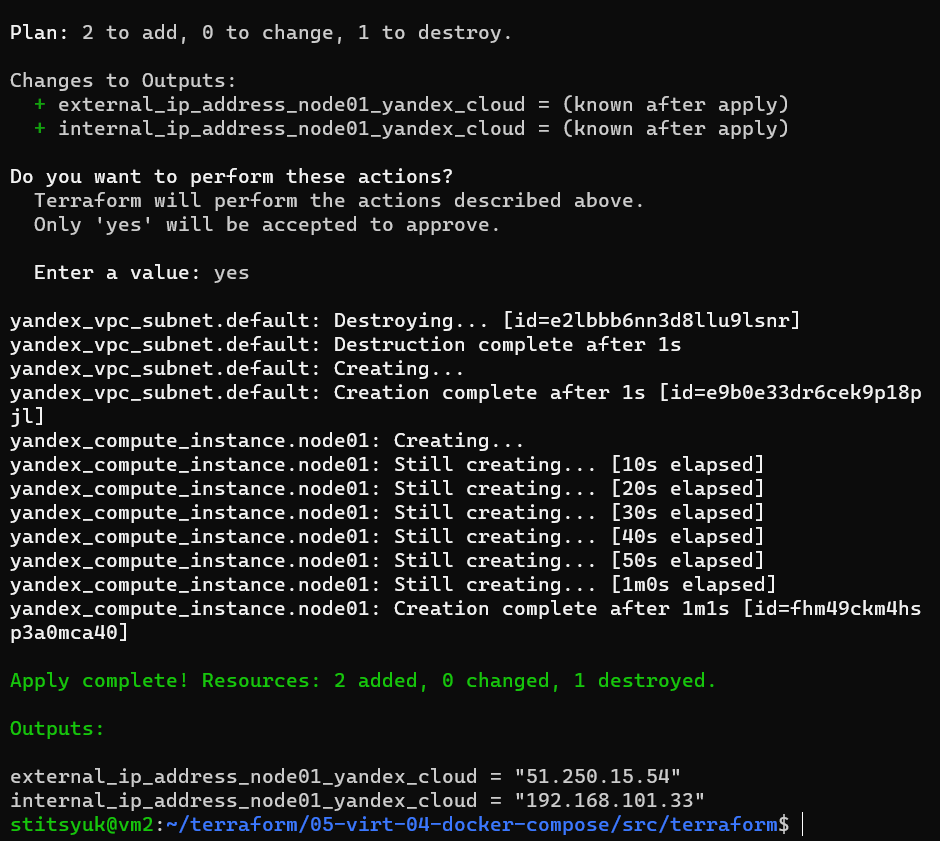 Plan: 2 to add, 0 to change, 1 to destroy.
Changes to Outputs:
  + external_ip_address_node01_yandex_cloud = (known after apply)
  + internal_ip_address_node01_yandex_cloud = (known after apply)
Do you want to perform these actions?
  Terraform will perform the actions described above.
  Only 'yes' will be accepted to approve.
  Enter a value: yes
yandex_vpc_subnet.default: Destroying... [id=e2lbbb6nn3d8llu9lsnr]
yandex_vpc_subnet.default: Destruction complete after 1s
yandex_vpc_subnet.default: Creating...
yandex_vpc_subnet.default: Creation complete after 1s [id=e9b0e33dr6cek9p18p
jl]
yandex_compute_instance.node01: Creating...
yandex_compute_instance.node01: Still creating... [10s elapsed]
yandex_compute_instance.node01: Still creating... [20s elapsed]
yandex_compute_instance.node01: Still creating... [30s elapsed]
yandex_compute_instance.node01: Still creating... [40s elapsed]
yandex_compute_instance.node01: Still creating... [50s elapsed]
yandex_compute_instance.node01: Still creating... [1m0s elapsed]
yandex_compute_instance.node01: Creation complete after 1m1s [id=fhm49ckm4hs
p3a0mca40]
Apply complete! Resources: 2 added, 0 changed, 1 destroyed.
Outputs:
external_ip_address_node01_yandex_cloud = "51.250.15.54"
internal_ip_address_node01_yandex_cloud = "192.168.101.33"
stitsyuk@vm2:~/terraform/05-virt-04-docker-compose/src/terraform$